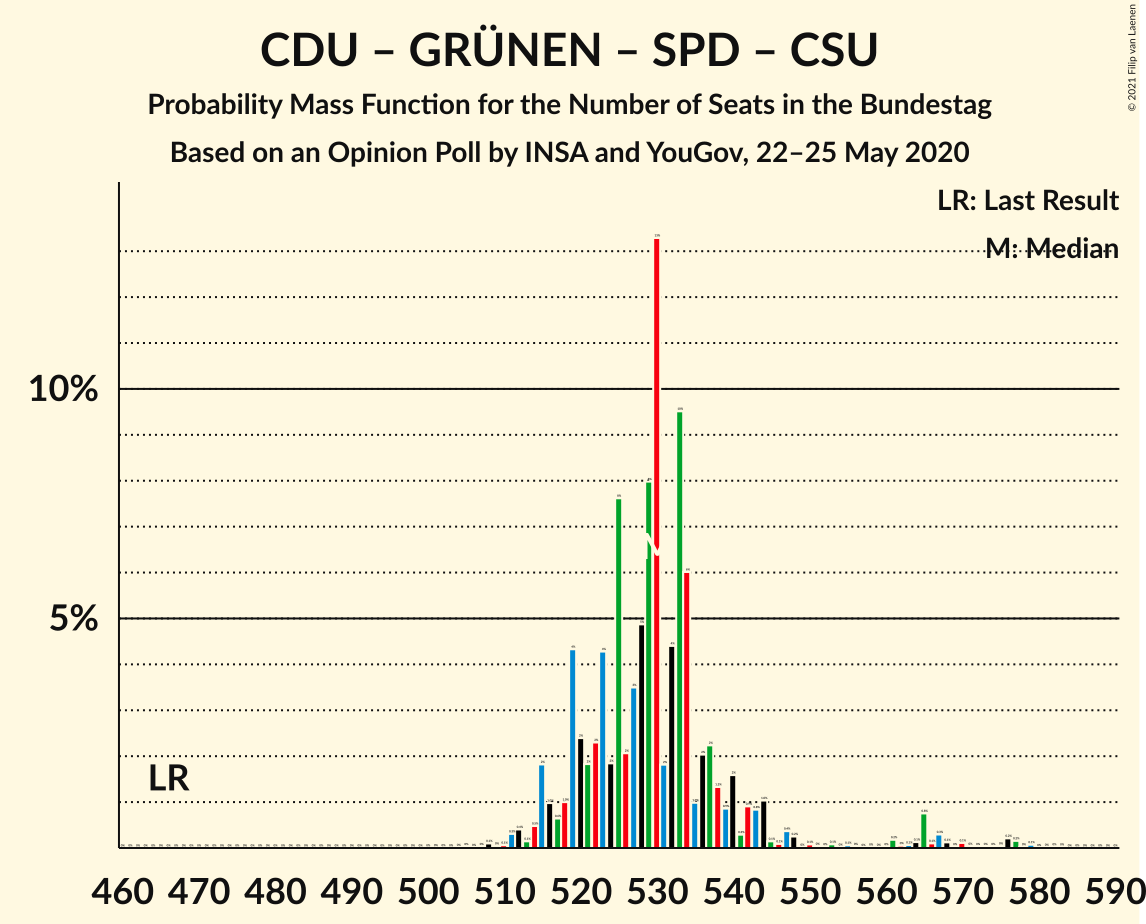 CDU – GRÜNEN – SPD – CSU
Probability Mass Function for the Number of Seats in the Bundestag
Based on an Opinion Poll by INSA and YouGov, 22–25 May 2020
© 2021 Filip van Laenen
LR: Last Result
M: Median
10%
5%
LR
460 470 480 490 500 510 520 530 540 550 560 570 580 590